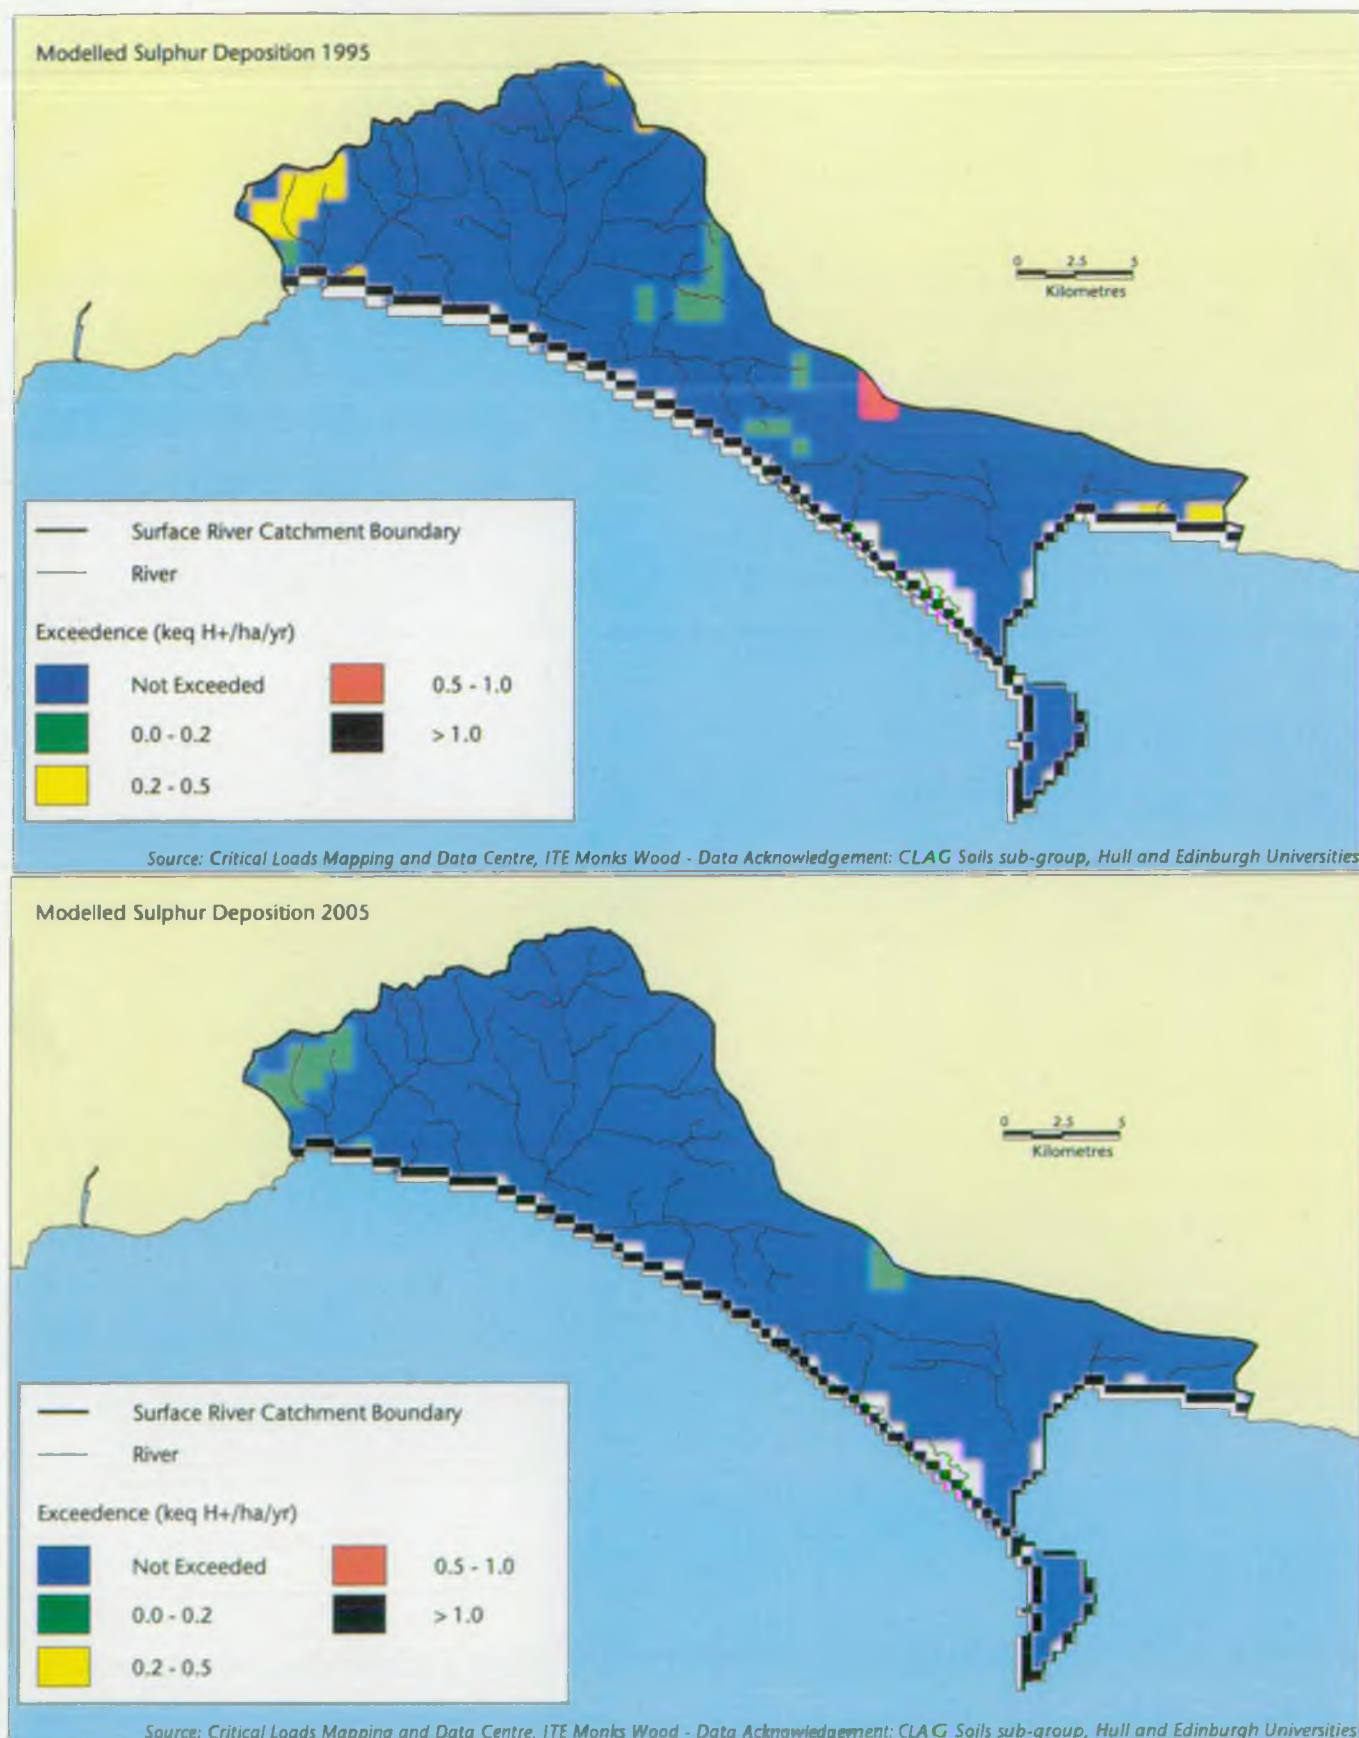 Modelled Sulphur Deposition 1995
0 2.5 5
Kilometres
Surface River Catchment Boundary
River
Exceedence (keq H+/ha/yr)
Not Exceeded
0.5 - 1.0
0.0 - 0.2
> 1.0
0.2 - 0.5
Source: Critical Loads Mapping and Data Centre, ITE Monks Wood - Data Acknowledgement: CLAG Soils sub-group, Hull and Edinburgh Universities
Modelled Sulphur Deposition 2005
0 2.5 5
Kilometres
Surface River Catchment Boundary
River
Exceedence (keq H+/ha/yr)
Not Exceeded
0.5 - 1.0
0.0 - 0.2
> 1.0
0.2 - 0.5
Source: Critical Loads Mapping and Data Centre, ITE Monks Wood - Data Acknowledgement: CLAG Soils sub-group, Hull and Edinburgh Universities